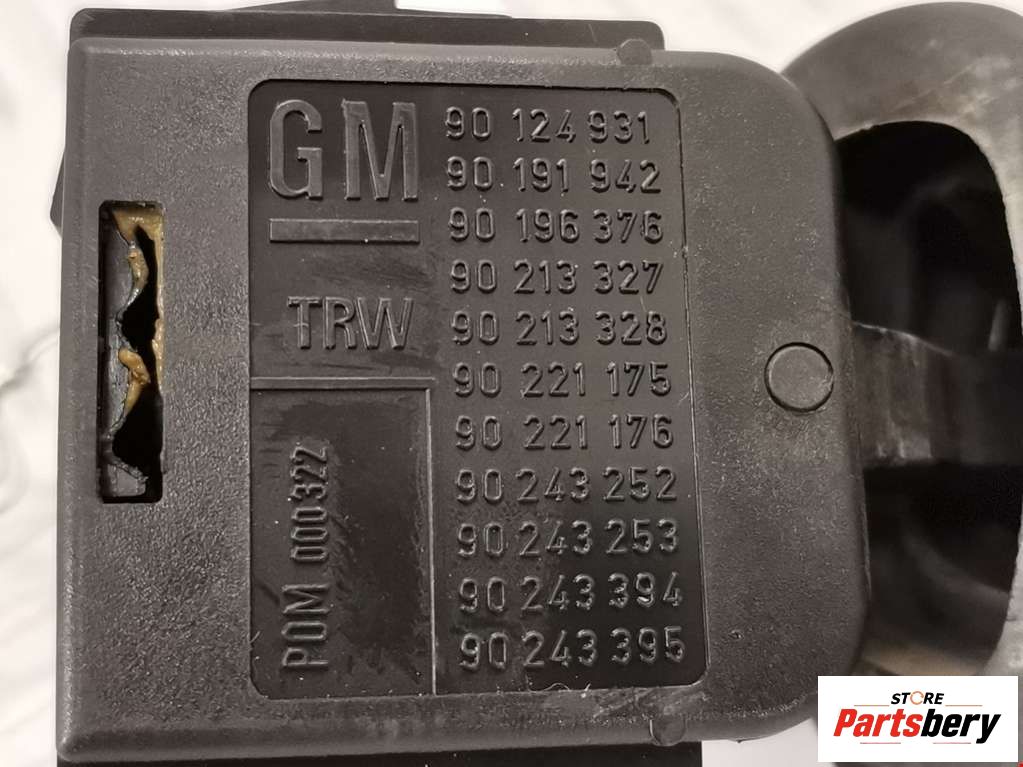 GM
TRW
90 124 931
90 191 942
90 196 376
90 213 327
90 213 328
90 221 175
90 221 176
90 243 252
90 243 253
90 243 394
90 243 395
POM 000322
STORE
Partsbery